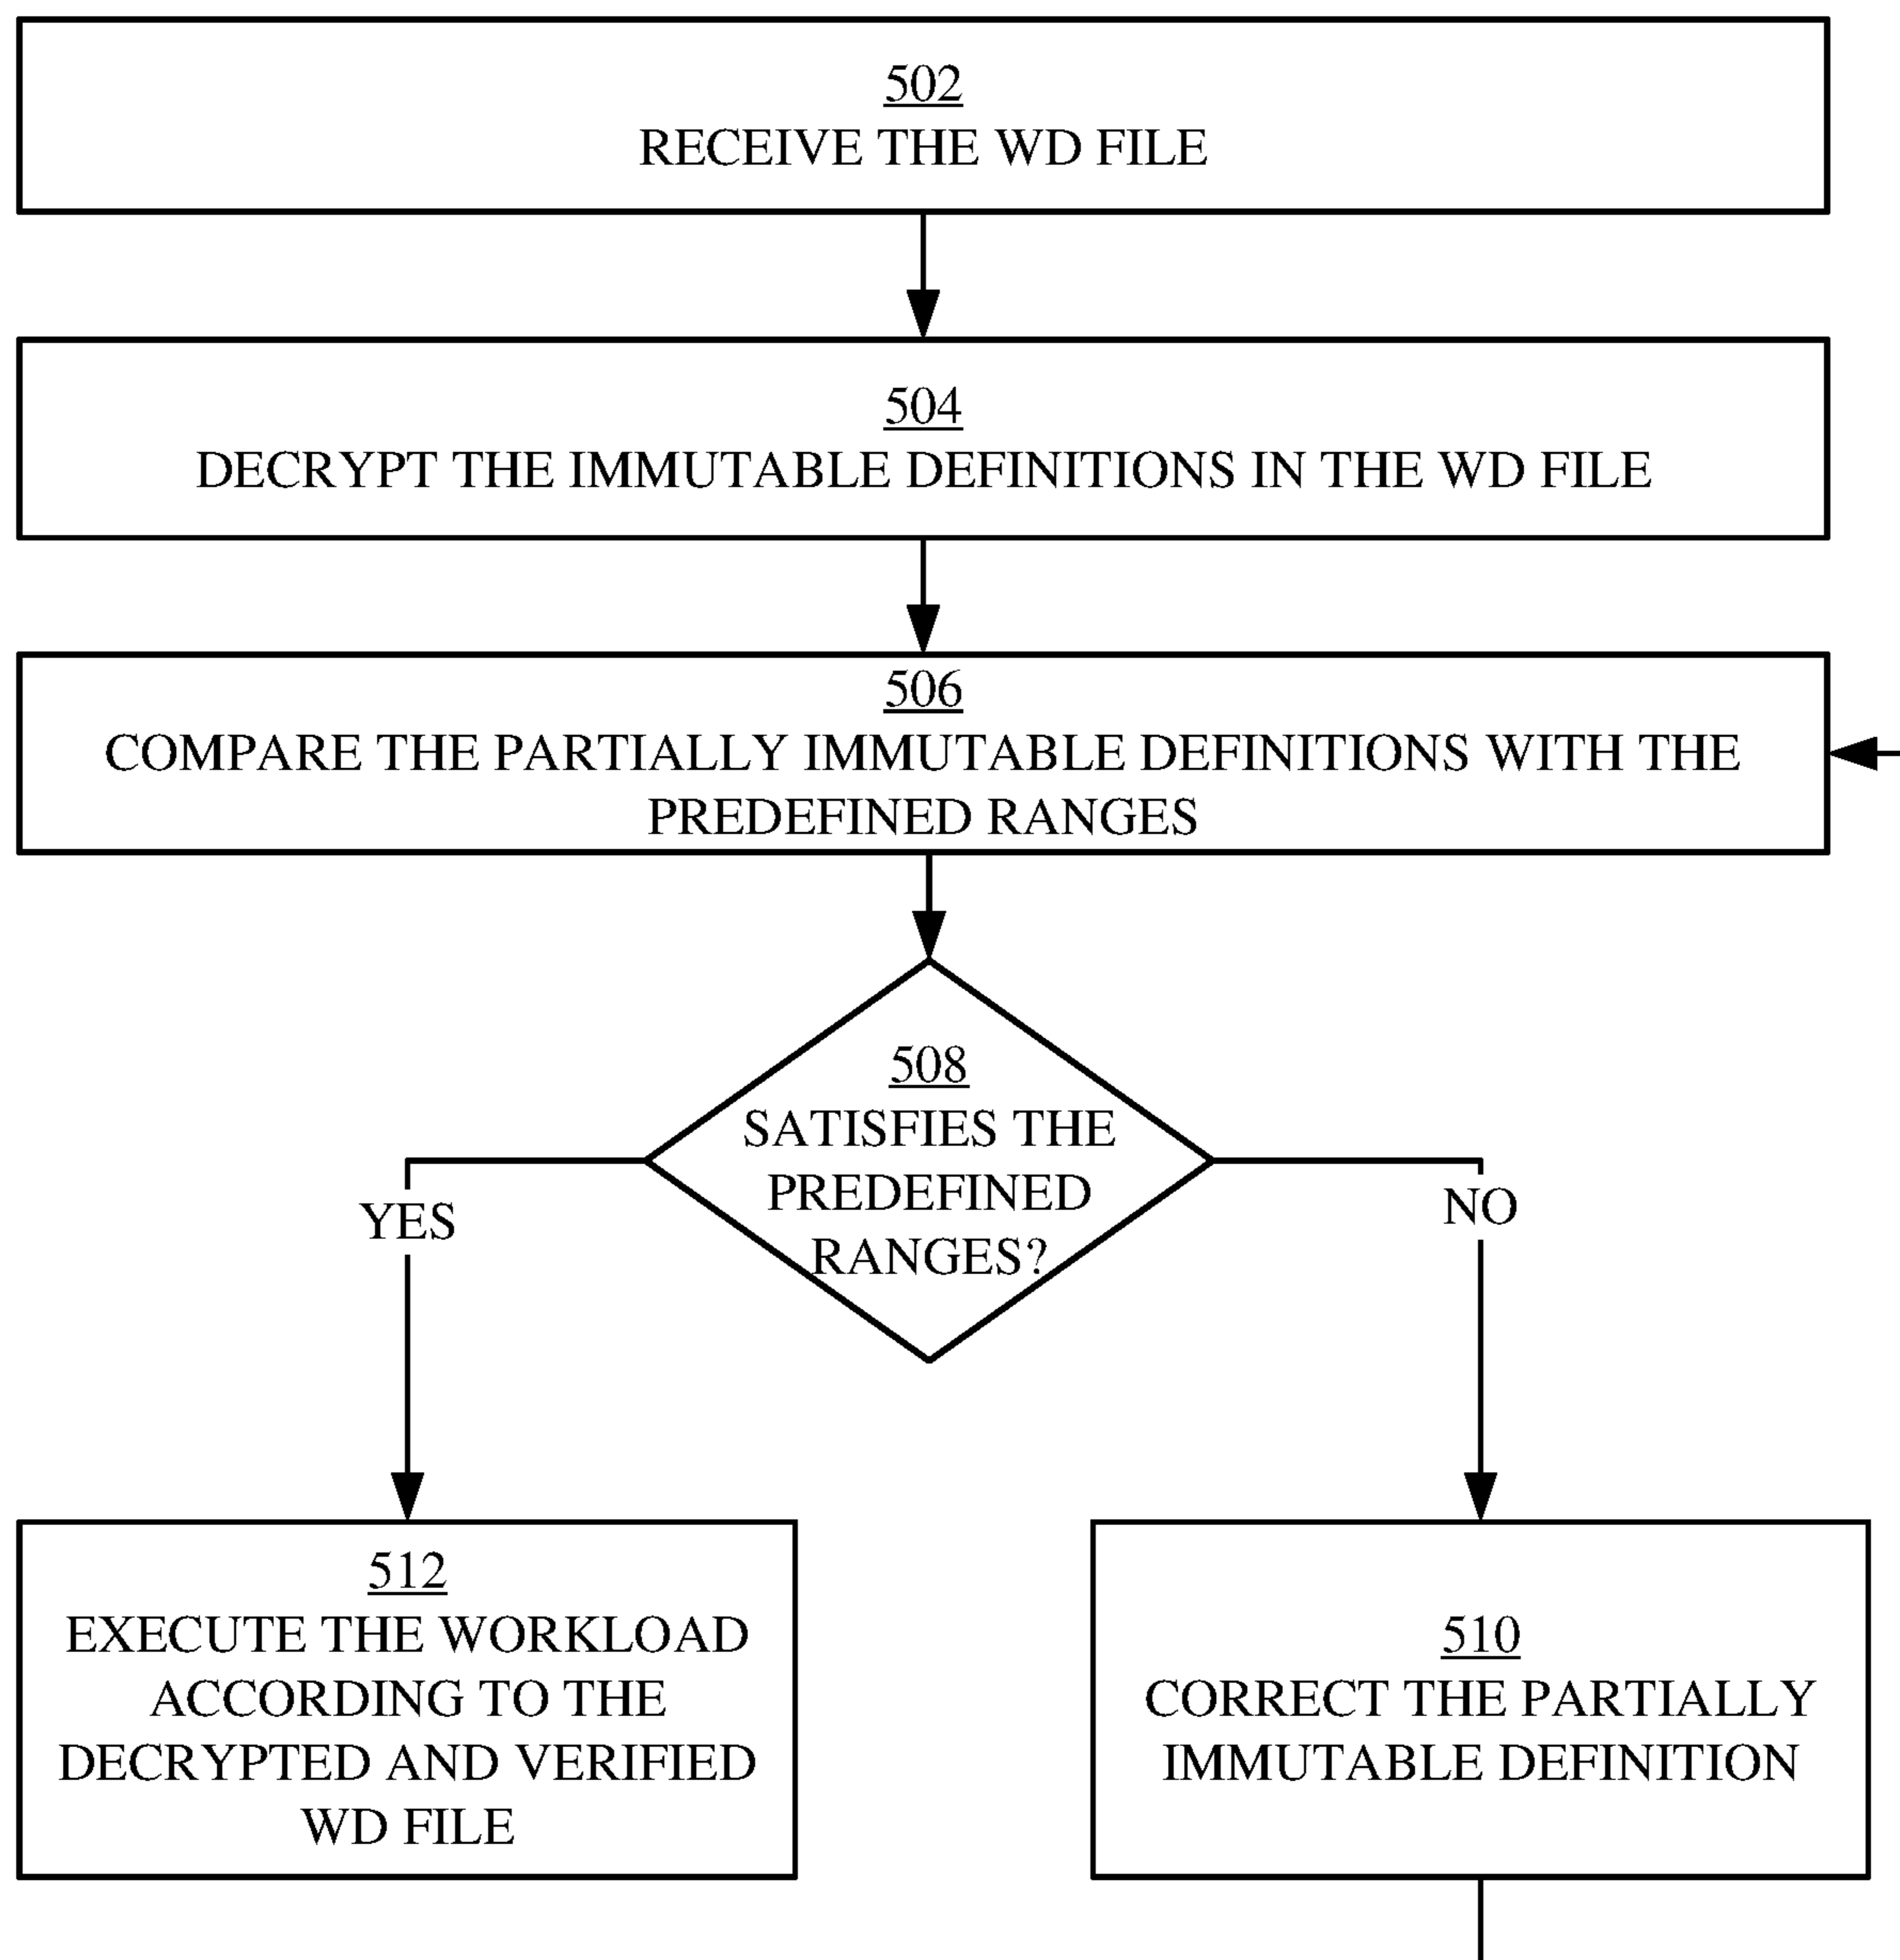 502
RECEIVE THE WD FILE
504
DECRYPT THE IMMUTABLE DEFINITIONS IN THE WD FILE
506
COMPARE THE PARTIALLY IMMUTABLE DEFINITIONS WITH THE
PREDEFINED RANGES
508
SATISFIES THE
PREDEFINED
RANGES?
YES
NO
512
EXECUTE THE WORKLOAD
ACCORDING TO THE
DECRYPTED AND VERIFIED
WD FILE
510
CORRECT THE PARTIALLY
IMMUTABLE DEFINITION